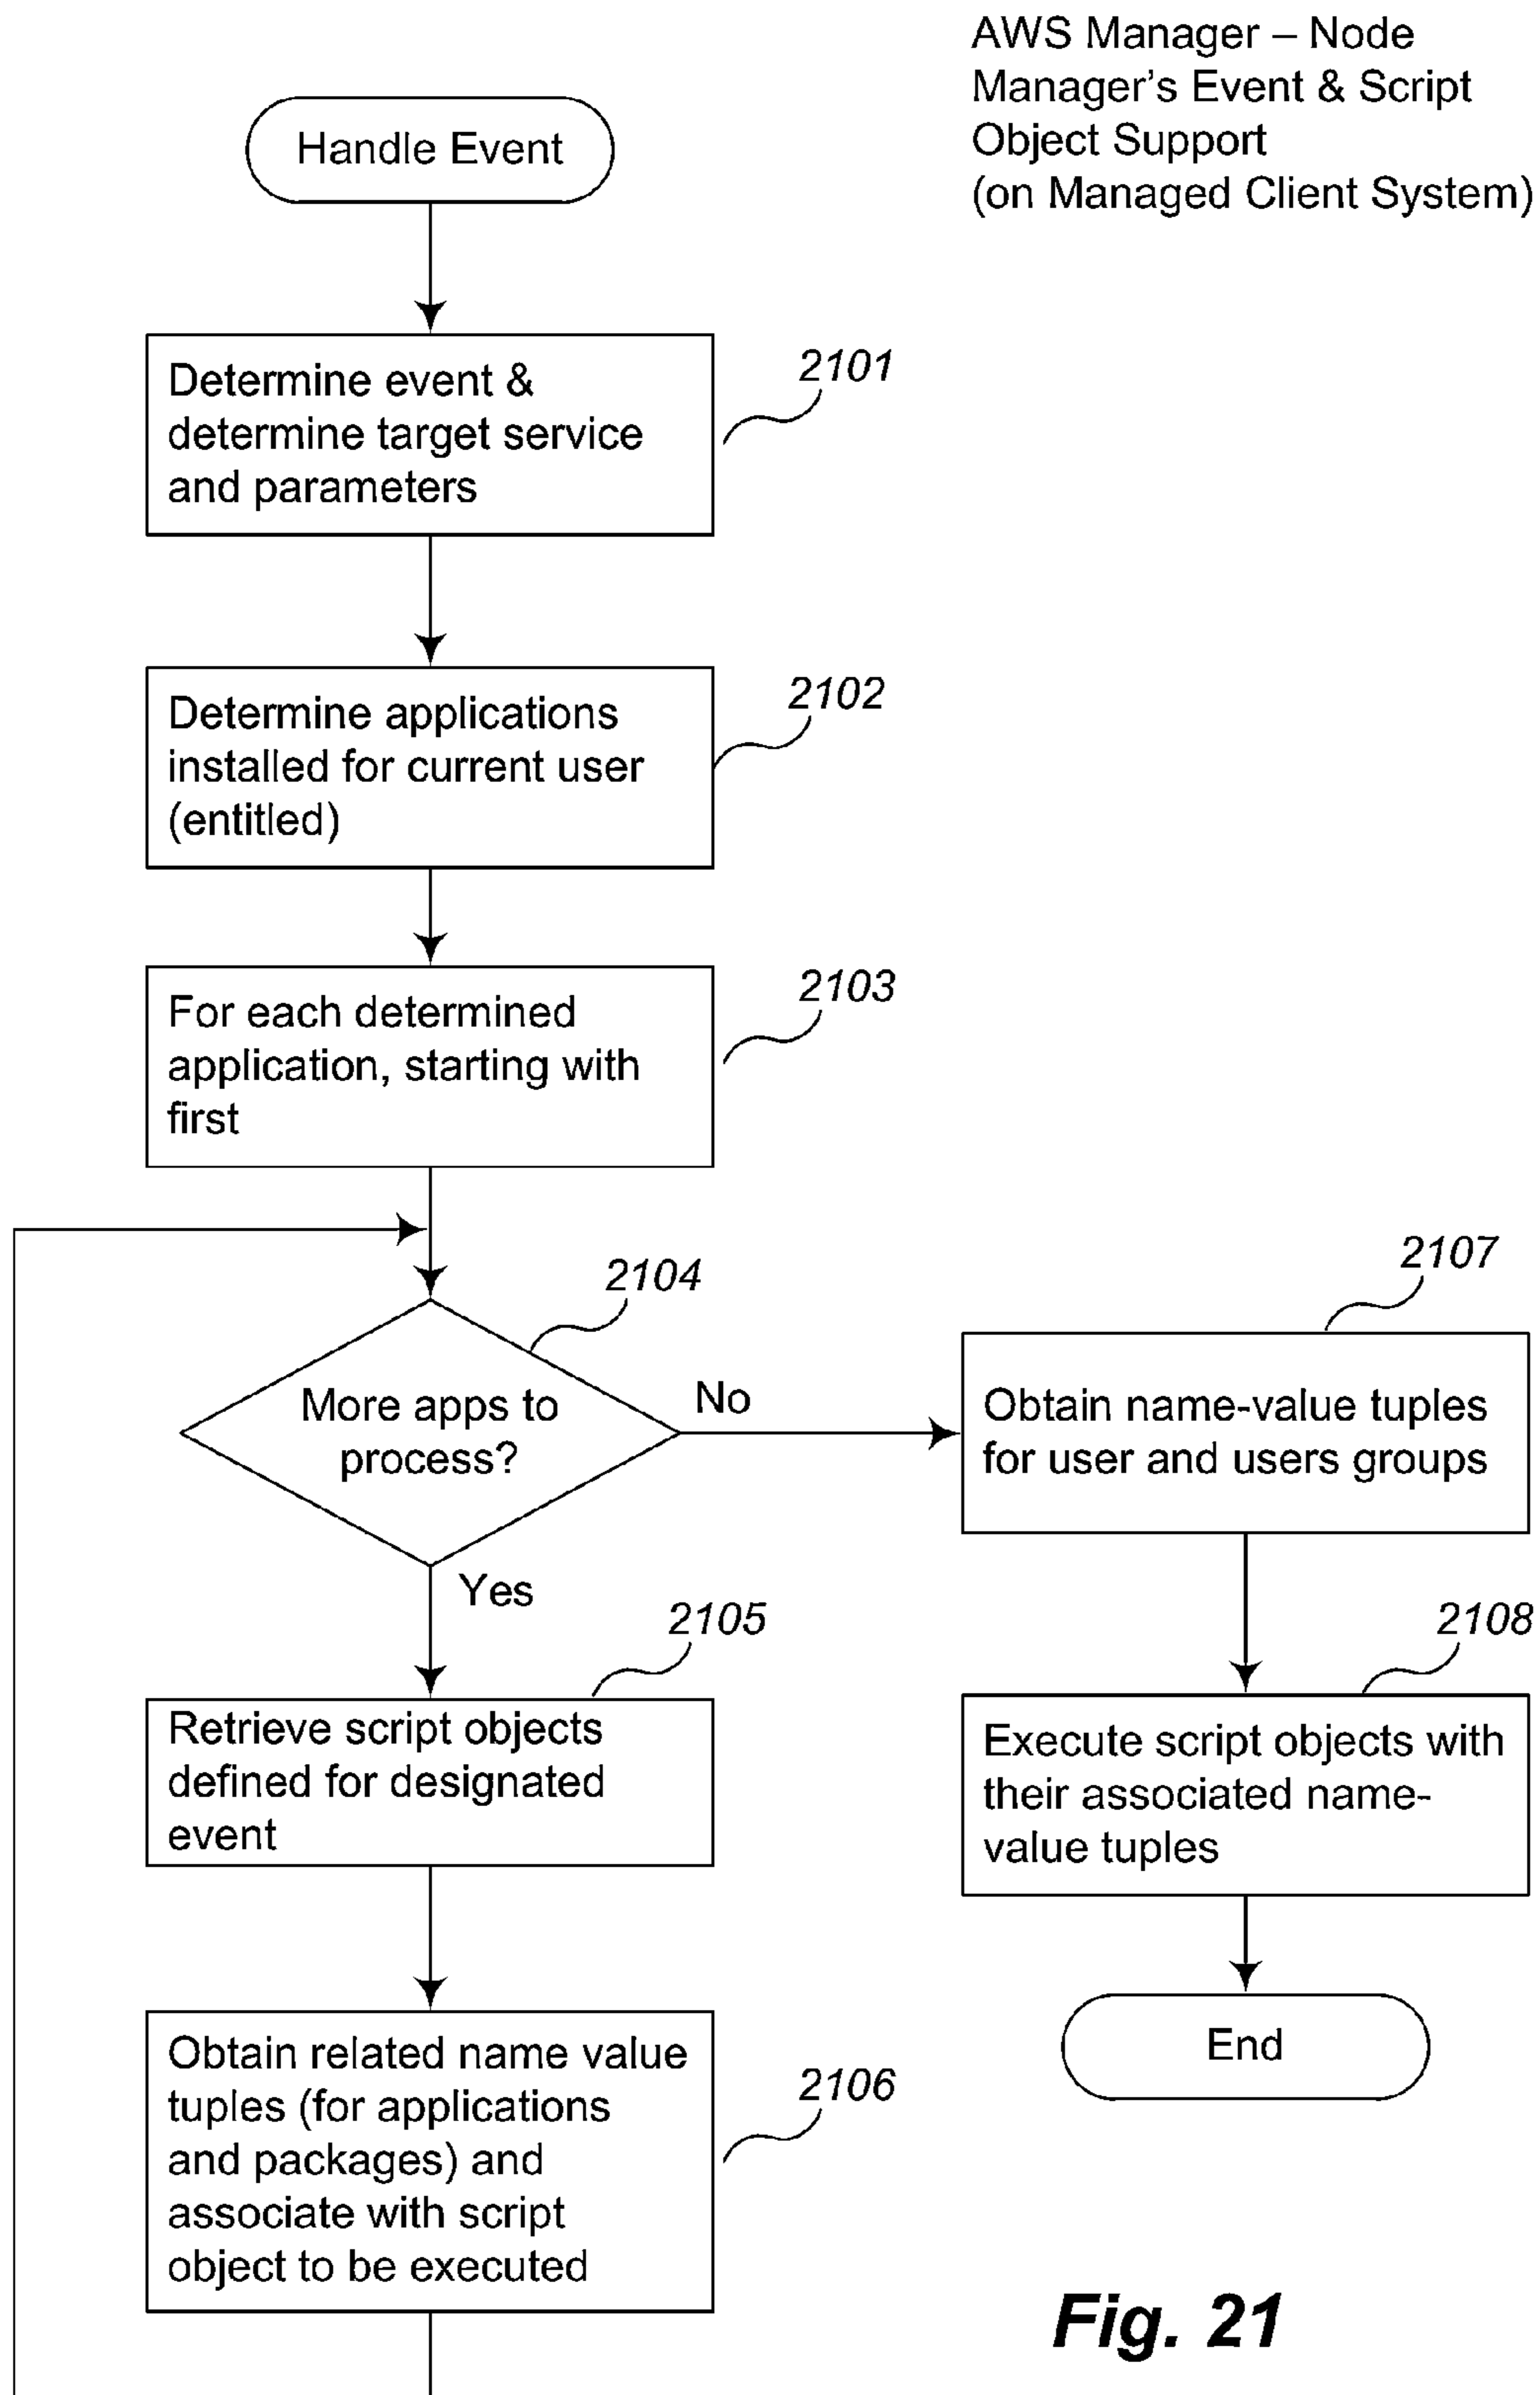 AWS Manager – Node
Manager's Event & Script
Object Support
(on Managed Client System)
Handle Event
2101
Determine event &
determine target service
and parameters
2102
Determine applications
installed for current user
(entitled)
2103
For each determined
application, starting with
first
2104
More apps to
process?
No
Yes
2105
Retrieve script objects
defined for designated
event
2106
Obtain related name value
tuples (for applications
and packages) and
associate with script
object to be executed
2107
Obtain name-value tuples
for user and users groups
2108
Execute script objects with
their associated name-
value tuples
End
Fig. 21